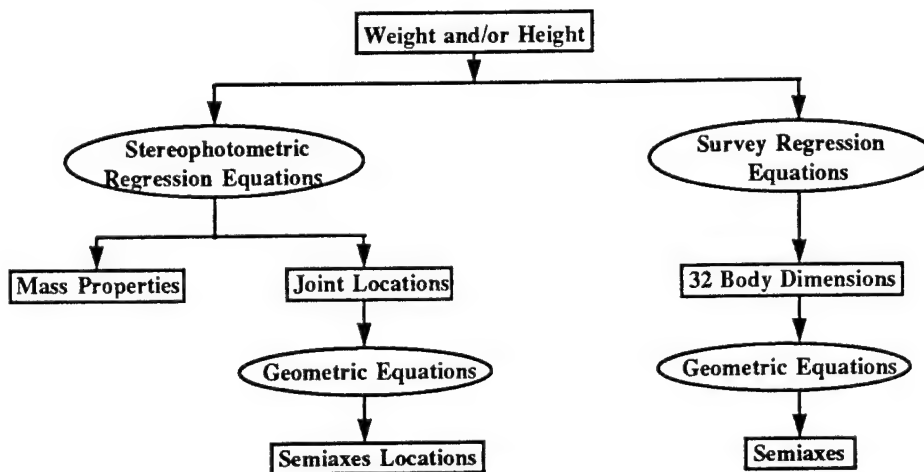 Weight and/or Height
Stereophotometric
Regression Equations
Survey Regression
Equations
Mass Properties
Joint Locations
32 Body Dimensions
Geometric Equations
Geometric Equations
Semiaxes Locations
Semiaxes